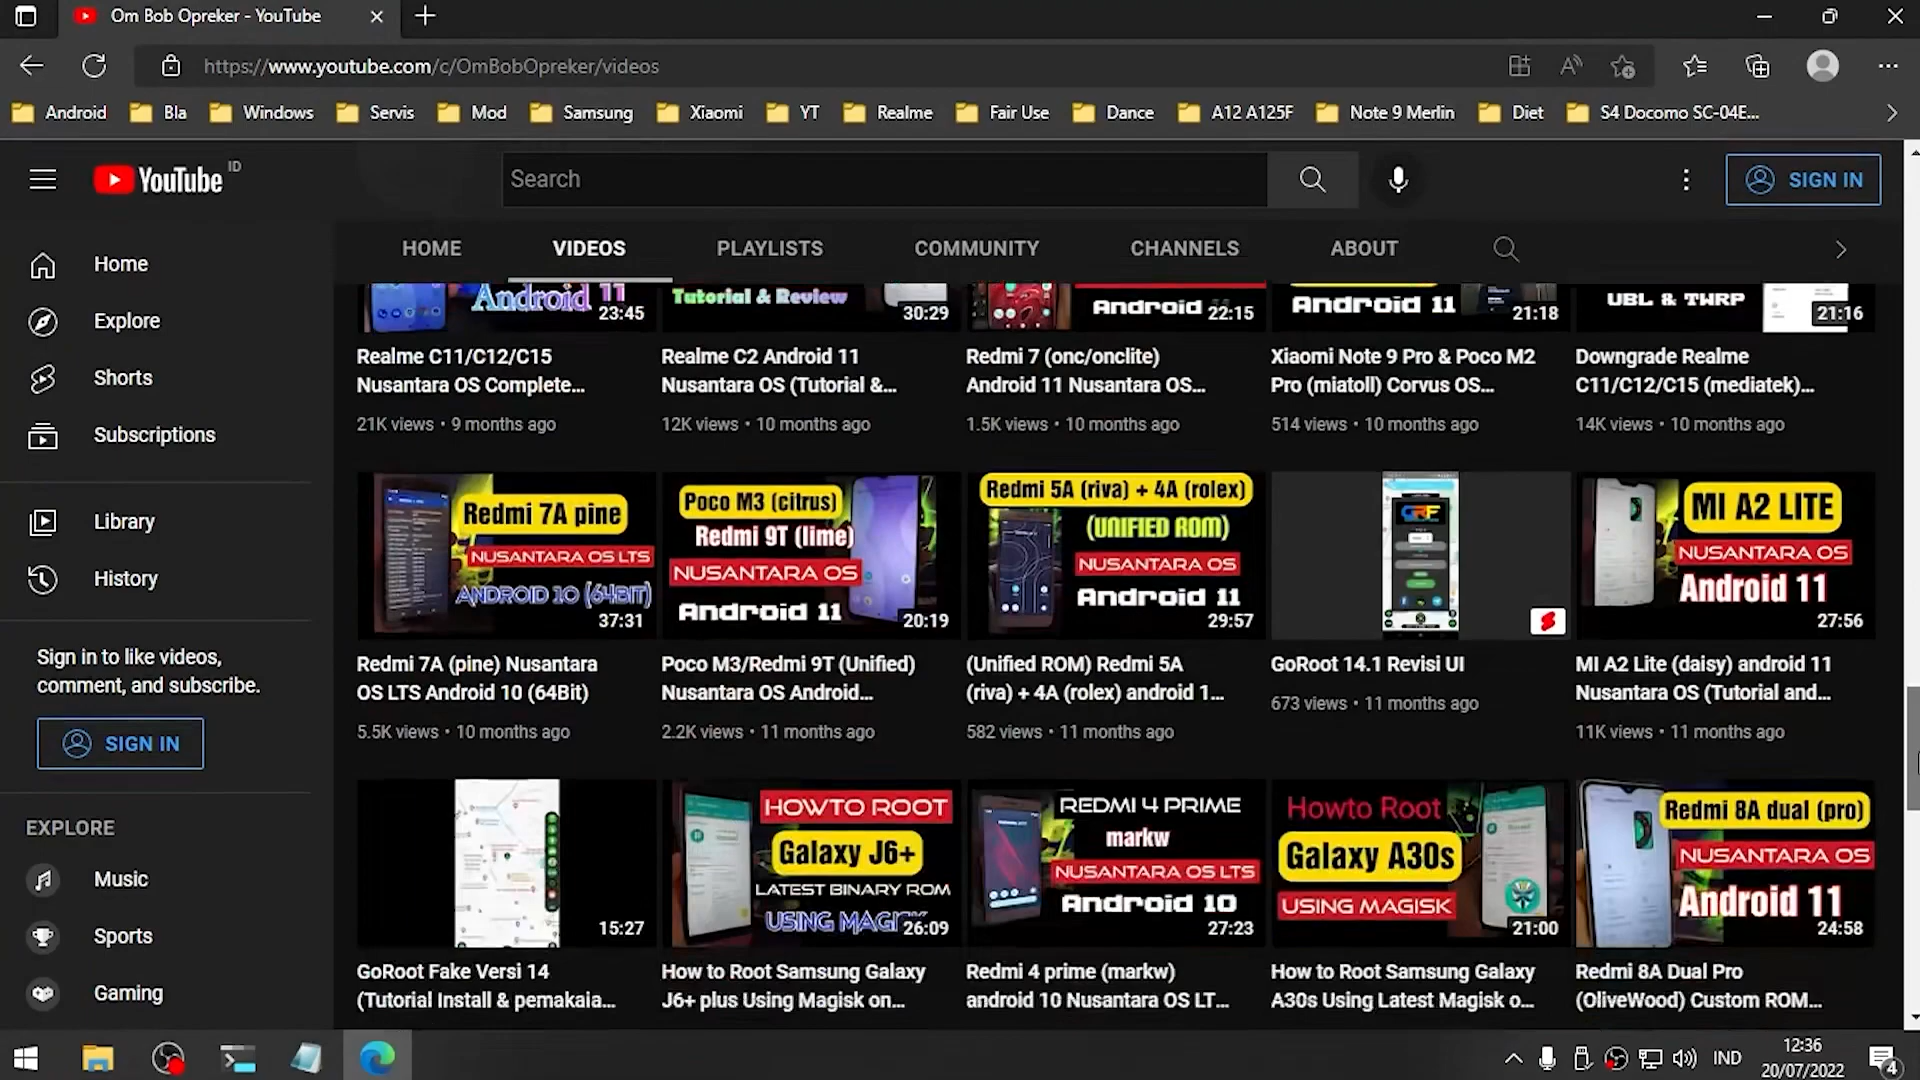 Om Bob Opreker - YouTube
https://www.youtube.com/c/OmBobOpreker/videos
Android Bla Windows Servis Mod Samsung Xiaomi YT Realme Fair Use Dance A12 A125F Note 9 Merlin Diet S4 Docomo SC-04E...
YouTube ID
Search
SIGN IN
HOME VIDEOS PLAYLISTS COMMUNITY CHANNELS ABOUT
Home
Explore
Shorts
Subscriptions
Library
History
Sign in to like videos,
comment, and subscribe.
SIGN IN
EXPLORE
Music
Sports
Gaming
Android 11
23:45
Realme C11/C12/C15
Nusantara OS Complete...
21K views • 9 months ago
Tutorial & Review
30:29
Realme C2 Android 11
Nusantara OS (Tutorial &...
12K views • 10 months ago
Android
22:15
Redmi 7 (onc/onclite)
Android 11 Nusantara OS...
1.5K views • 10 months ago
Android 11
21:18
Xiaomi Note 9 Pro & Poco M2
Pro (miatoll) Corvus OS...
514 views • 10 months ago
UBL & TWRP
21:16
Downgrade Realme
C11/C12/C15 (mediatek)...
14K views • 10 months ago
Redmi 7A pine
NUSANTARA OS LTS
ANDROID 10 (64BIT)
37:31
Redmi 7A (pine) Nusantara
OS LTS Android 10 (64Bit)
5.5K views • 10 months ago
Poco M3 (citrus)
Redmi 9T (lime)
NUSANTARA OS
Android 11
20:19
Poco M3/Redmi 9T (Unified)
Nusantara OS Android...
2.2K views • 11 months ago
Redmi 5A (riva) + 4A (rolex)
(UNIFIED ROM)
NUSANTARA OS
Android 11
29:57
(Unified ROM) Redmi 5A
(riva) + 4A (rolex) android 1...
582 views • 11 months ago
GRF
GoRoot 14.1 Revisi UI
673 views • 11 months ago
MI A2 LITE
NUSANTARA OS
Android 11
27:56
MI A2 Lite (daisy) android 11
Nusantara OS (Tutorial and...
11K views • 11 months ago
15:27
GoRoot Fake Versi 14
(Tutorial Install & pemakaia...
HOWTO ROOT
Galaxy J6+
LATEST BINARY ROM
USING MAGISK
26:09
How to Root Samsung Galaxy
J6+ plus Using Magisk on...
REDMI 4 PRIME
markw
NUSANTARA OS LTS
Android 10
27:23
Redmi 4 prime (markw)
android 10 Nusantara OS LT...
Howto Root
Galaxy A30s
USING MAGISK
21:00
How to Root Samsung Galaxy
A30s Using Latest Magisk o...
Redmi 8A dual (pro)
NUSANTARA OS
Android 11
24:58
Redmi 8A Dual Pro
(OliveWood) Custom ROM...
IND
12:36
20/07/2022
4